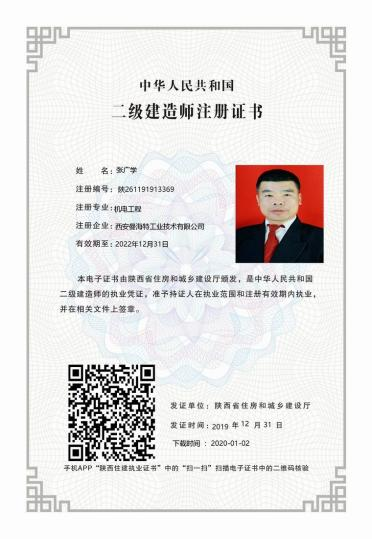 中华人民共和国
二级建造师注册证书
姓 名：张广学
注册编号：陕261191913369
注册专业：机电工程
注册企业：西安曼海特工业技术有限公司
有效期至：2022年12月31日
本电子证书由陕西省住房和城乡建设厅颁发，是中华人民共和国
二级建造师的执业凭证，准予持证人在执业范围和注册有效期内执业，
并在相关文件上签章。
发证单位：陕西省住房和城乡建设厅
发证时间：2019 年 12 月 31 日
下载时间 ：2020-01-02
手机APP“陕西住建执业证书”中的“扫一扫”扫描电子证书中的二维码核验